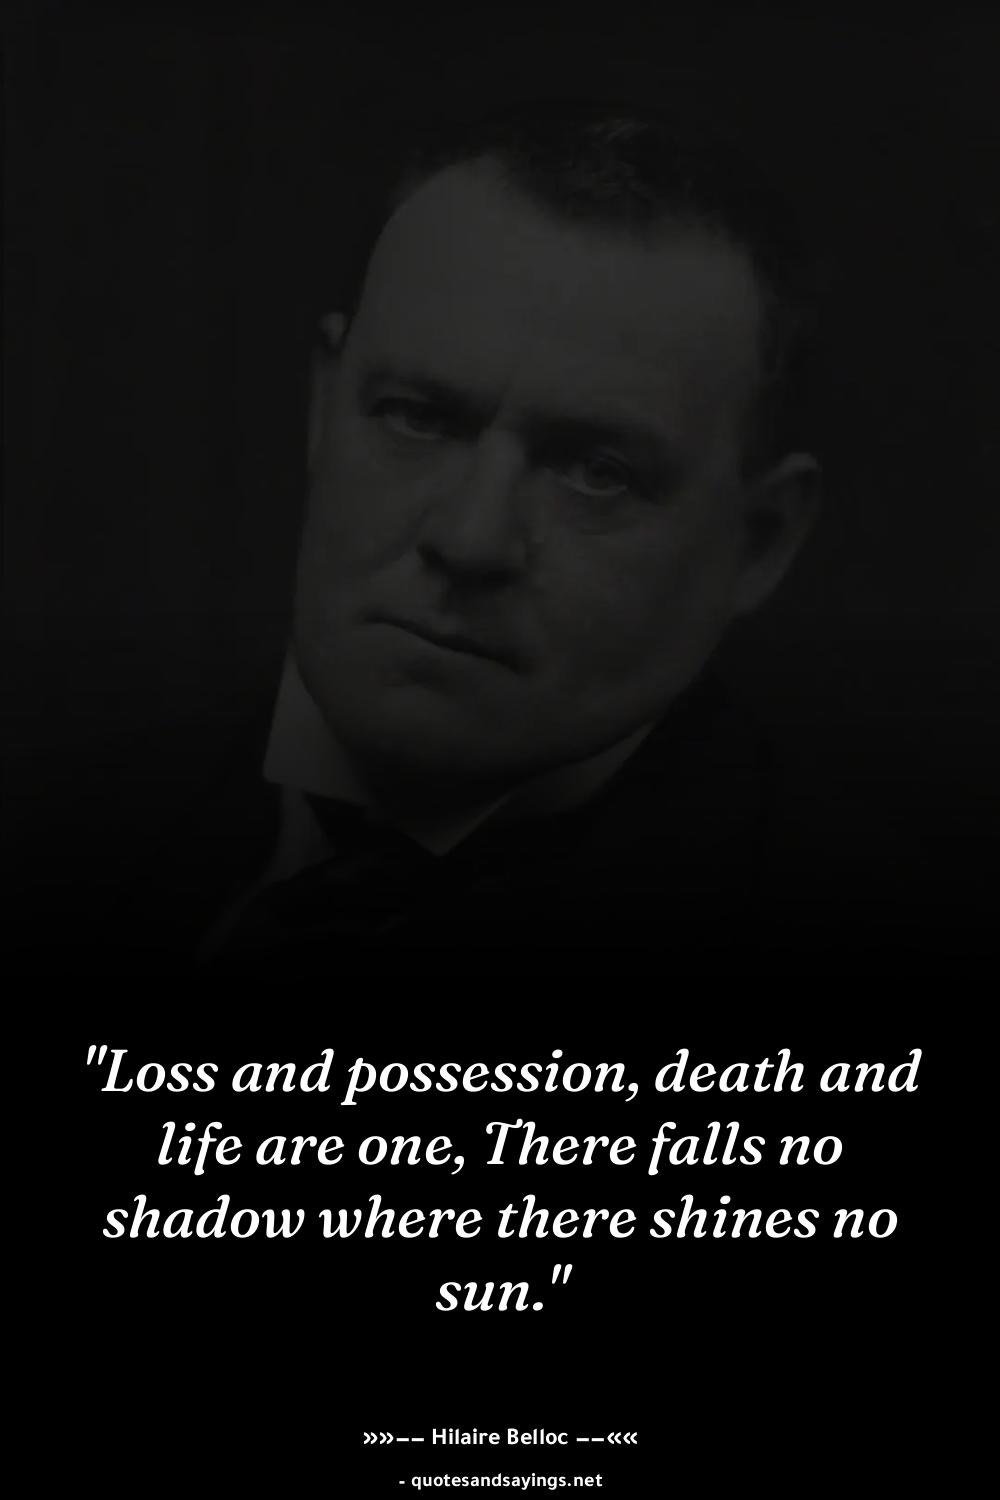 "Loss and possession, death and
life are one, There falls no
shadow where there shines no
sun."
»»–– Hilaire Belloc ––««
- quotesandsayings.net